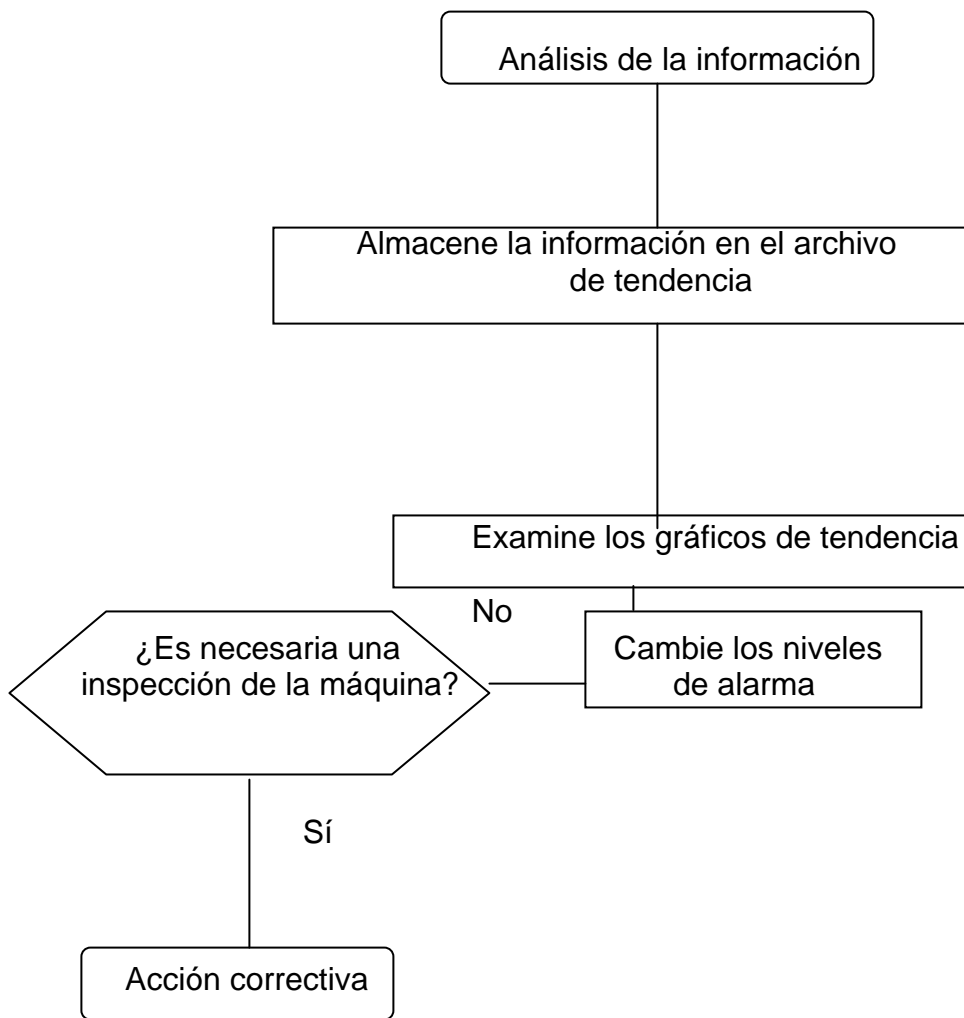 Análisis de la información
Almacene la información en el archivo
de tendencia
Examine los gráficos de tendencia
No
¿Es necesaria una
inspección de la máquina?
Cambie los niveles
de alarma
Sí
Acción correctiva